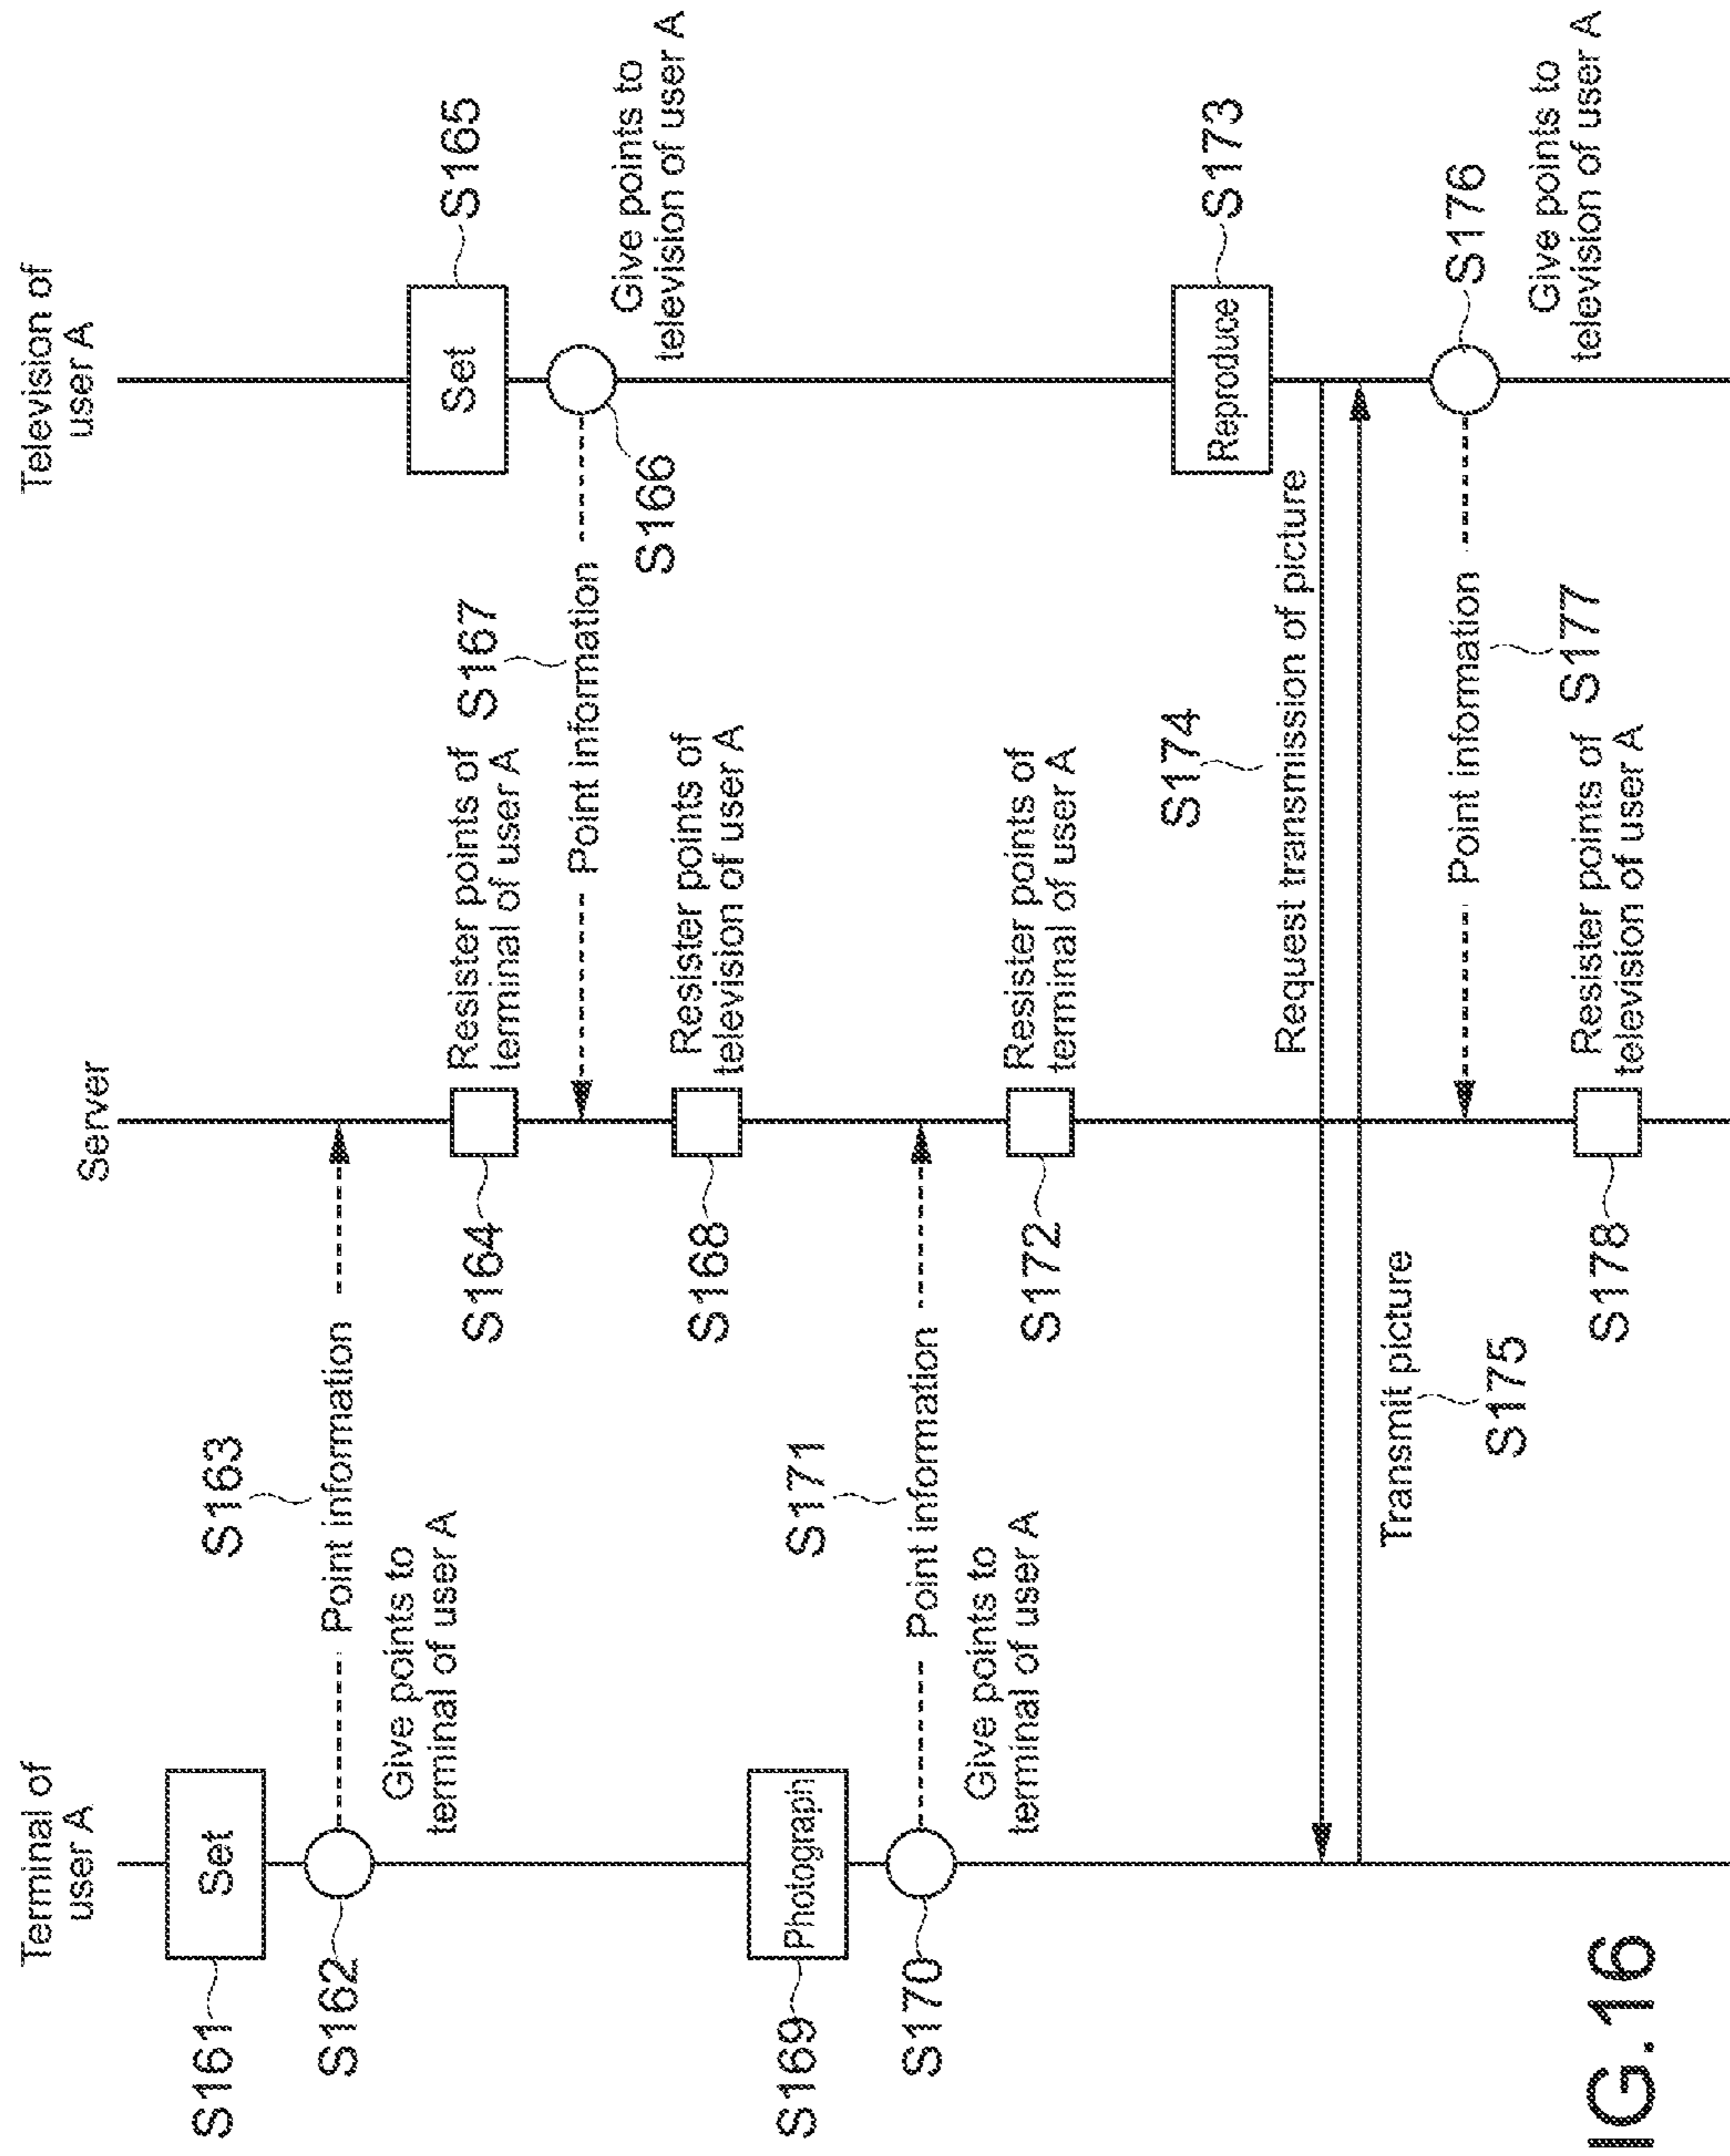 Terminal of
user A
Server
Television of
user A
S161
Set
S162
Give points to
terminal of user A
S163
Point information
S164
Resister points of
terminal of user A
Set
S165
S166
Give points to
television of user A
S167
Point information
S168
Resister points of
television of user A
S169
Photograph
S170
Give points to
terminal of user A
S171
Point information
S172
Resister points of
terminal of user A
Reproduce
S173
S174
Request transmission of picture
Transmit picture
S175
S176
Give points to
television of user A
Point information
S177
S178
Resister points of
television of user A
IG.16